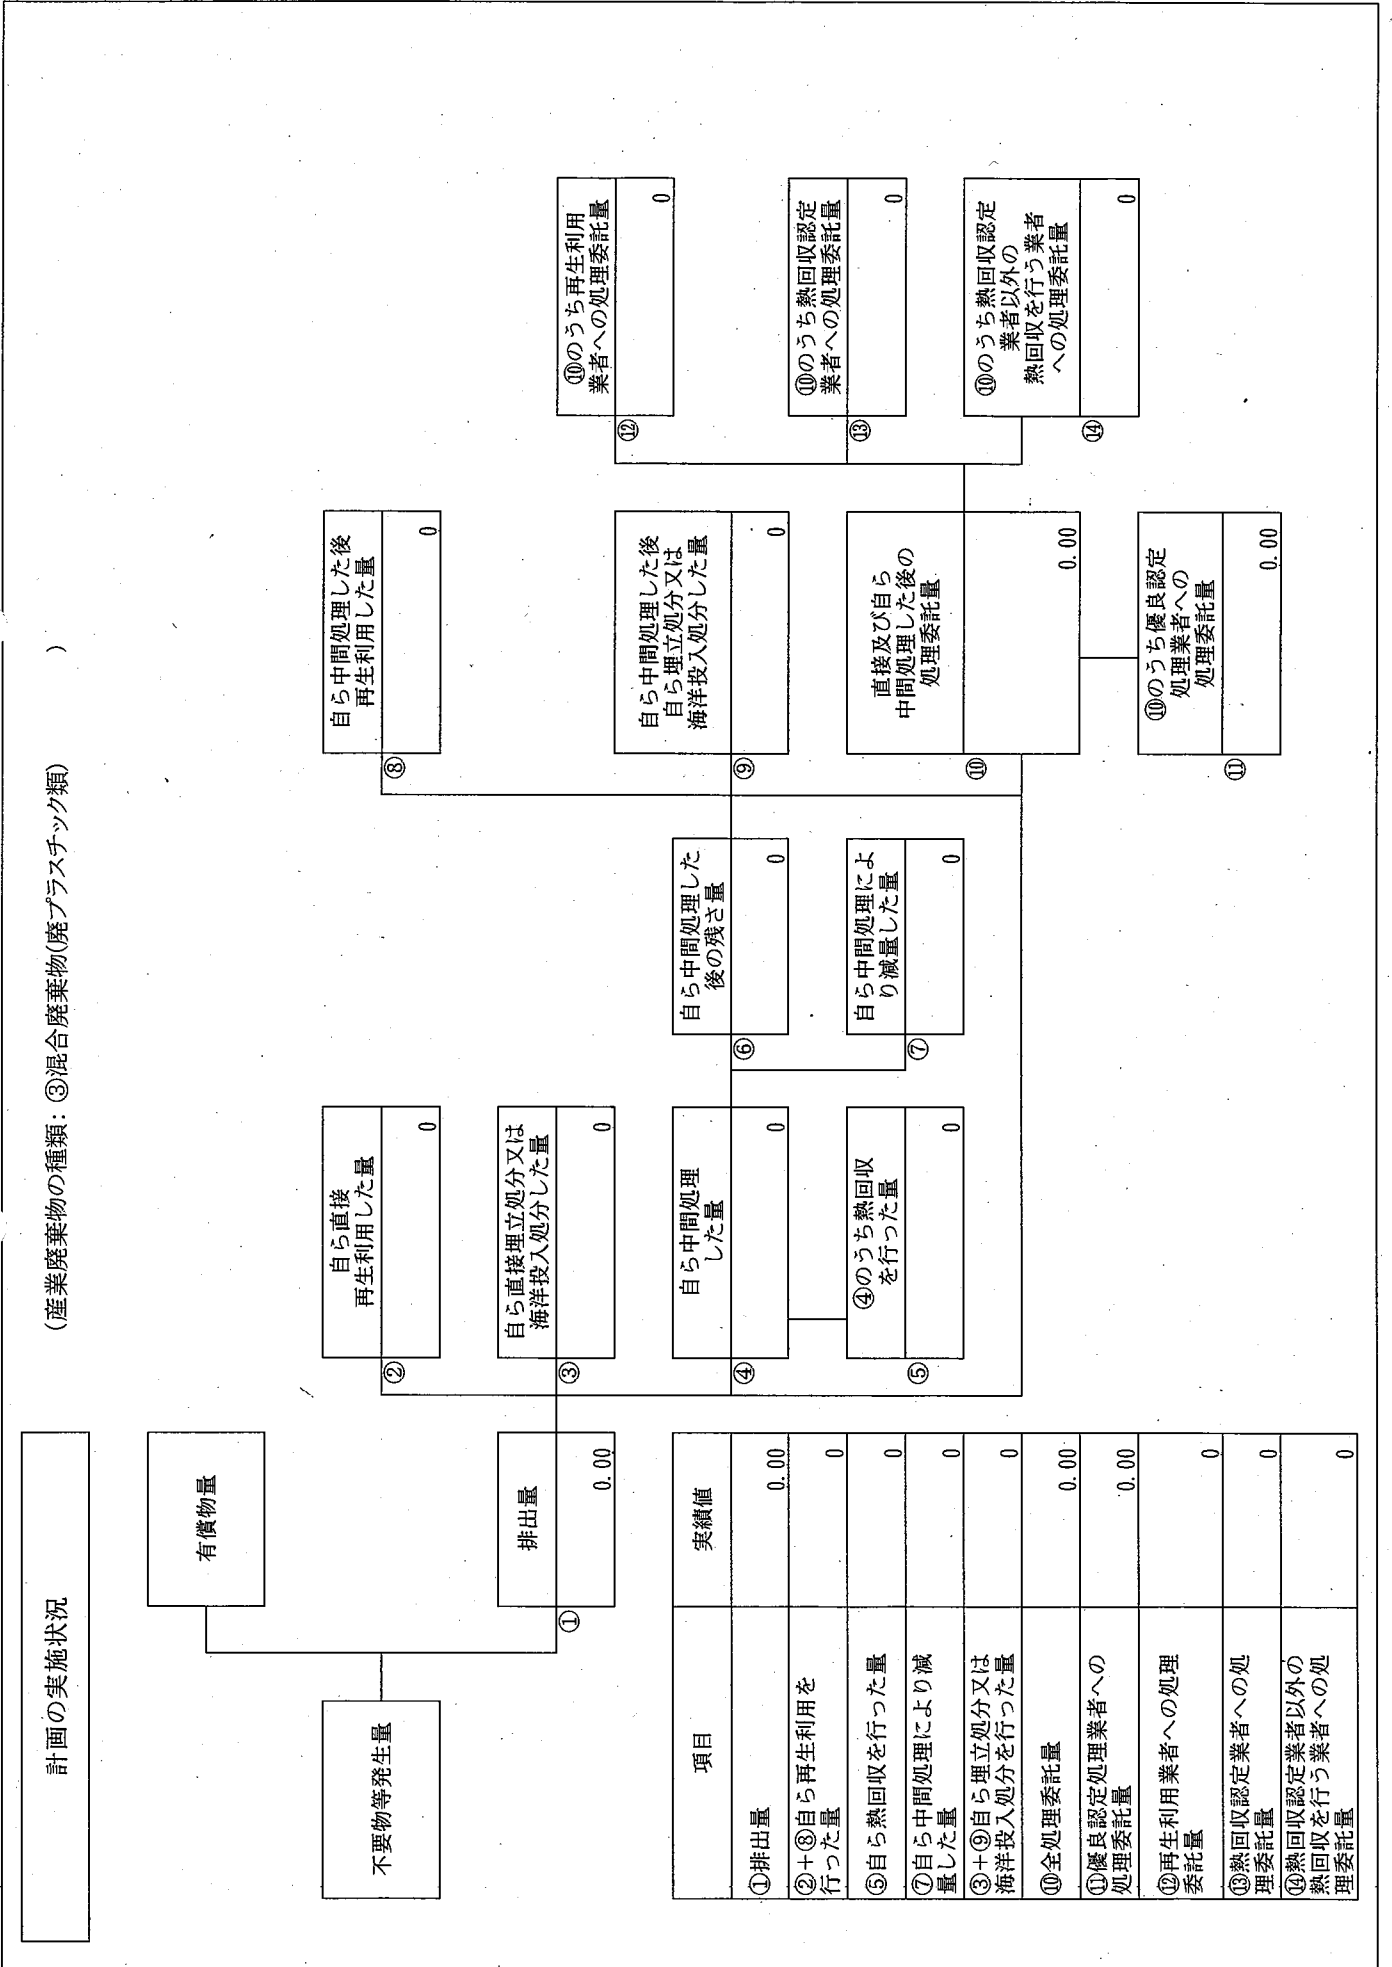 計画の実施状況
(産業廃棄物の種類:③混合廃棄物(廃プラスチック類) )
有償物量
不要物等発生量
①
排出量
0.00
②
自ら直接
再生利用した量
0
③
自ら直接埋立処分又は
海洋投入処分した量
0
④
自ら中間処理
した量
0
⑤
④のうち熱回収
を行った量
0
⑥
自ら中間処理した
後の残さ量
0
⑦
自ら中間処理によ
り減量した量
0
⑧
自ら中間処理した後
再生利用した量
0
⑨
自ら中間処理した後
自ら埋立処分又は
海洋投入処分した量
0
⑩
直接及び自ら
中間処理した後の
処理委託量
0.00
⑪
⑩のうち優良認定
処理業者への
処理委託量
0.00
⑫
⑩のうち再生利用
業者への処理委託量
0
⑬
⑩のうち熱回収認定
業者への処理委託量
0
⑭
⑩のうち熱回収認定
業者以外の
熱回収を行う業者
への処理委託量
0
項目 実績値
①排出量 0.00
②+⑧自ら再生利用を
行った量 0
⑤自ら熱回収を行った量 0
⑦自ら中間処理により減
量した量 0
③+⑨自ら埋立処分又は
海洋投入処分を行った量 0
⑩全処理委託量 0.00
⑪優良認定処理業者への
処理委託量 0.00
⑫再生利用業者への処理
委託量 0
⑬熱回収認定業者への処
理委託量 0
⑭熱回収認定業者以外の
熱回収を行う業者への処
理委託量 0